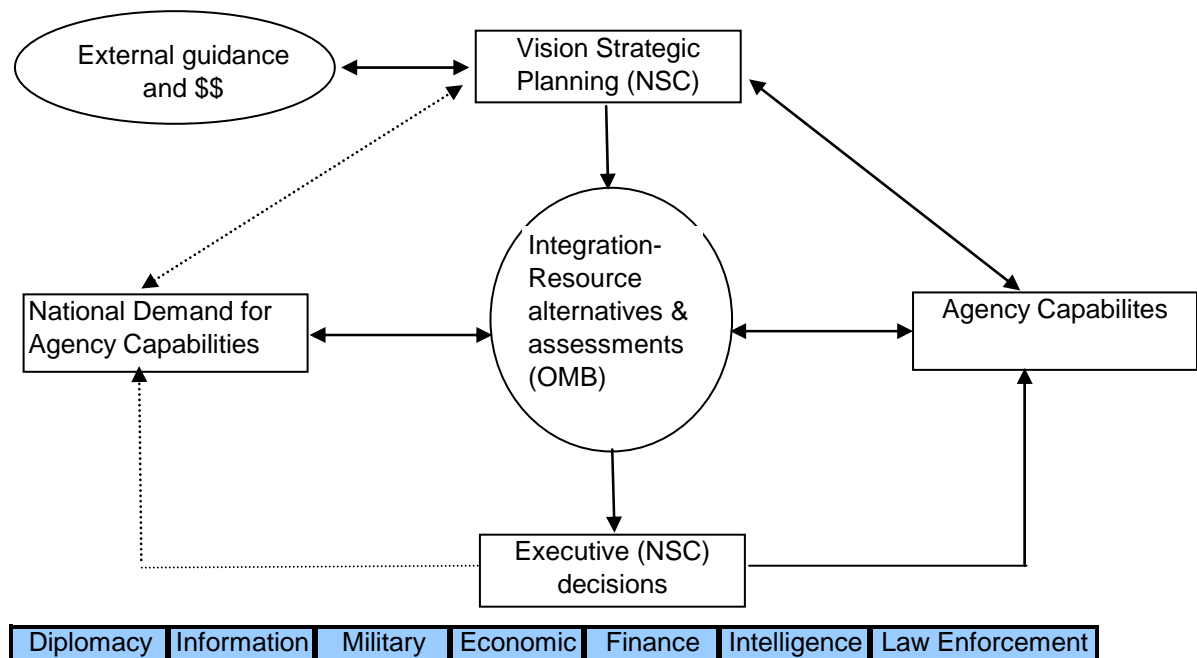 External guidance
and $$
Vision Strategic
Planning (NSC)
Integration-
Resource
alternatives &
assessments
(OMB)
National Demand for
Agency Capabilities
Agency Capabilites
Executive (NSC)
decisions
Diplomacy Information Military Economic Finance Intelligence Law Enforcement